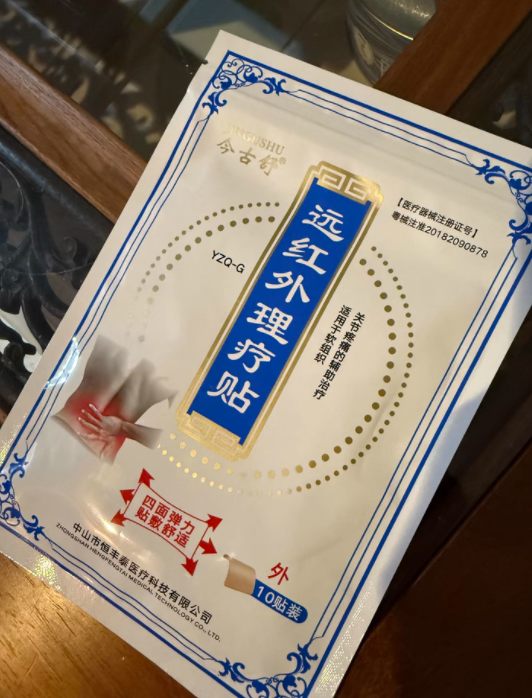 JINGUSHU
今古舒®
【医疗器械注册证号】
粤械注准20182090878
远红外理疗贴
YZQ-G
适用于软组织
关节疼痛的辅助治疗
四面弹力
贴敷舒适
外
10贴装
中山市恒丰泰医疗科技有限公司
ZHONGSHAN HENGFENGTAI MEDICAL TECHNOLOGY CO., LTD.